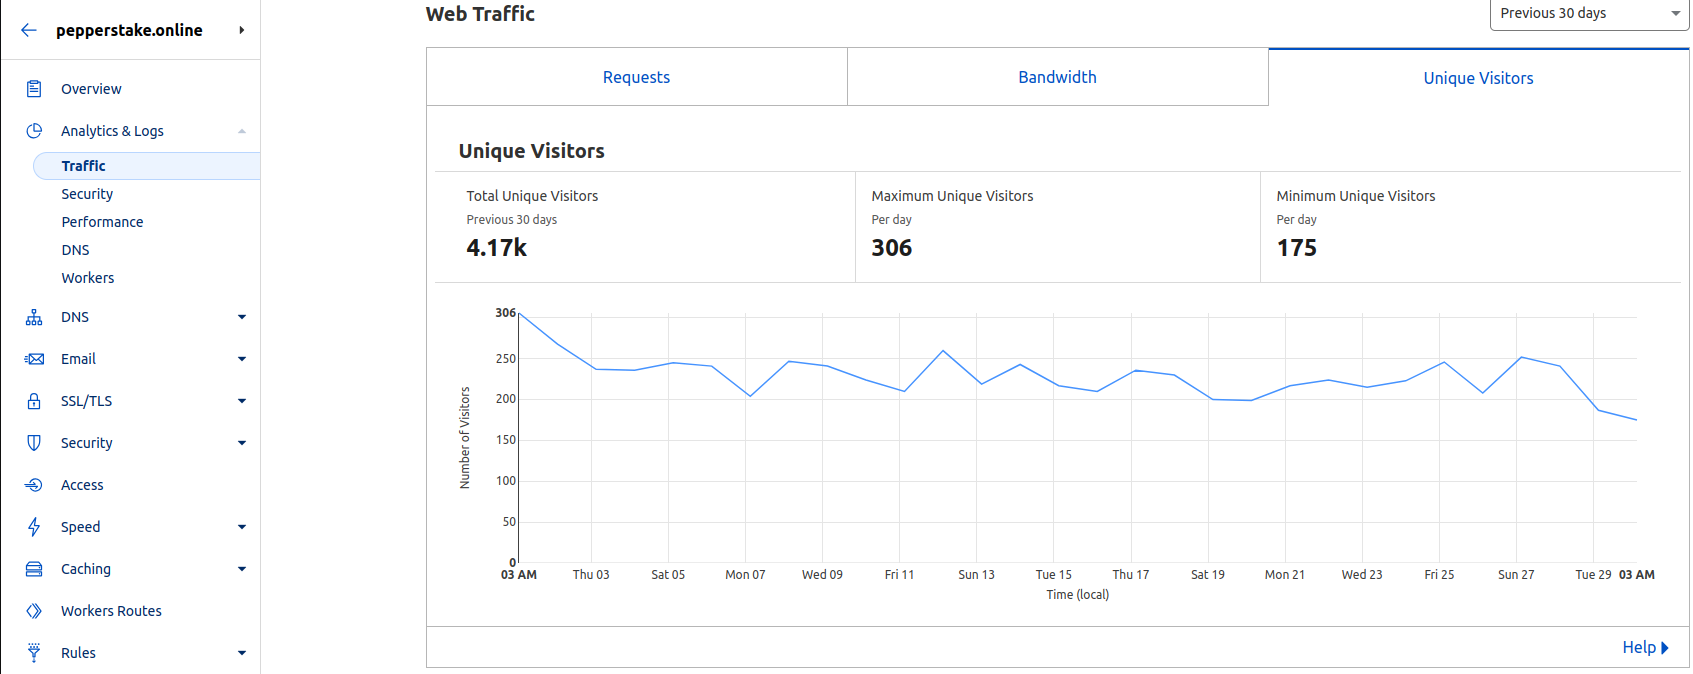 pepperstake.online
Overview
Analytics & Logs
Traffic
Security
Performance
DNS
Workers
DNS
Email
SSL/TLS
Security
Access
Speed
Caching
Workers Routes
Rules
Web Traffic
Previous 30 days
Requests
Bandwidth
Unique Visitors
Unique Visitors
Total Unique Visitors
Previous 30 days
4.17k
Maximum Unique Visitors
Per day
306
Minimum Unique Visitors
Per day
175
Number of Visitors
306
250
200
150
100
50
0
03 AM Thu 03 Sat 05 Mon 07 Wed 09 Fri 11 Sun 13 Tue 15 Thu 17 Sat 19 Mon 21 Wed 23 Fri 25 Sun 27 Tue 29 03 AM
Time (local)
Help